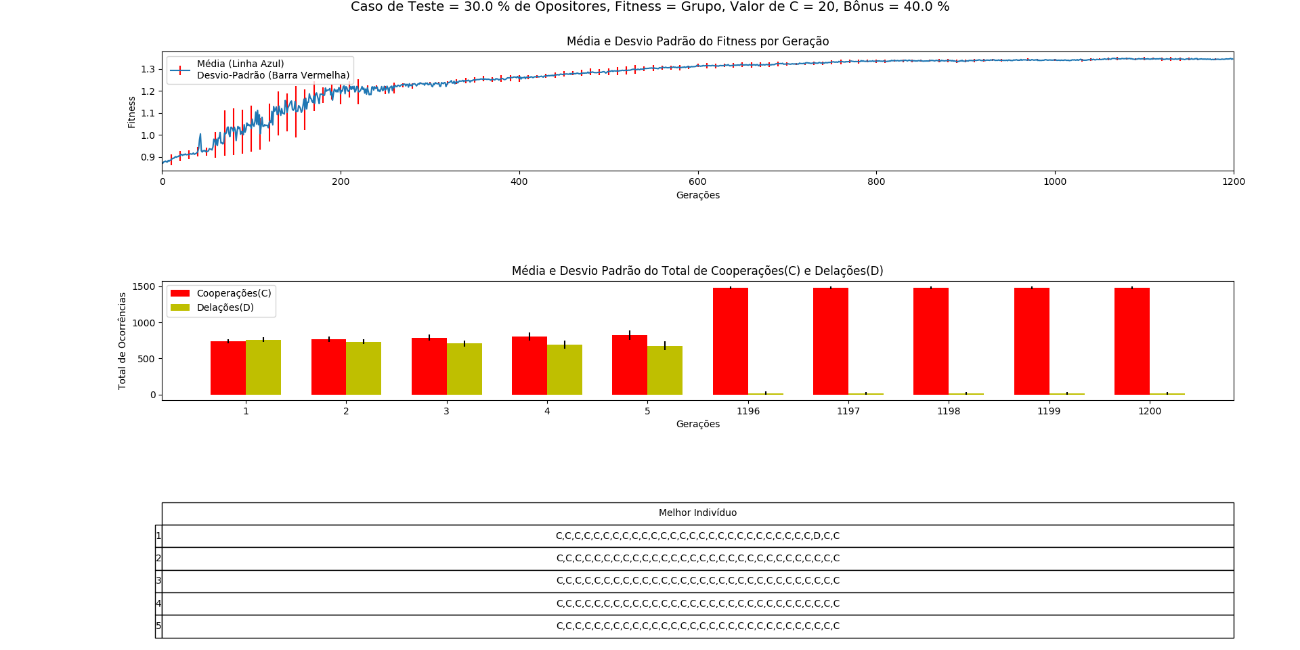 Caso de Teste = 30.0 % de Opositores, Fitness = Grupo, Valor de C = 20, Bônus = 40.0 %
Média e Desvio Padrão do Fitness por Geração
Média (Linha Azul)
Desvio-Padrão (Barra Vermelha)
Fitness
1.3
1.2
1.1
1.0
0.9
0 200 400 600 800 1000 1200
Gerações
Média e Desvio Padrão do Total de Cooperações(C) e Delações(D)
Cooperações(C)
Delações(D)
Total de Ocorrências
1500
1000
500
0
1 2 3 4 5 1196 1197 1198 1199 1200
Gerações
Melhor Indivíduo
1 C,C,C,C,C,C,C,C,C,C,C,C,C,C,C,C,C,C,C,C,C,C,C,C,C,C,C,D,C,C
2 C,C,C,C,C,C,C,C,C,C,C,C,C,C,C,C,C,C,C,C,C,C,C,C,C,C,C,C,C,C
3 C,C,C,C,C,C,C,C,C,C,C,C,C,C,C,C,C,C,C,C,C,C,C,C,C,C,C,C,C,C
4 C,C,C,C,C,C,C,C,C,C,C,C,C,C,C,C,C,C,C,C,C,C,C,C,C,C,C,C,C,C
5 C,C,C,C,C,C,C,C,C,C,C,C,C,C,C,C,C,C,C,C,C,C,C,C,C,C,C,C,C,C